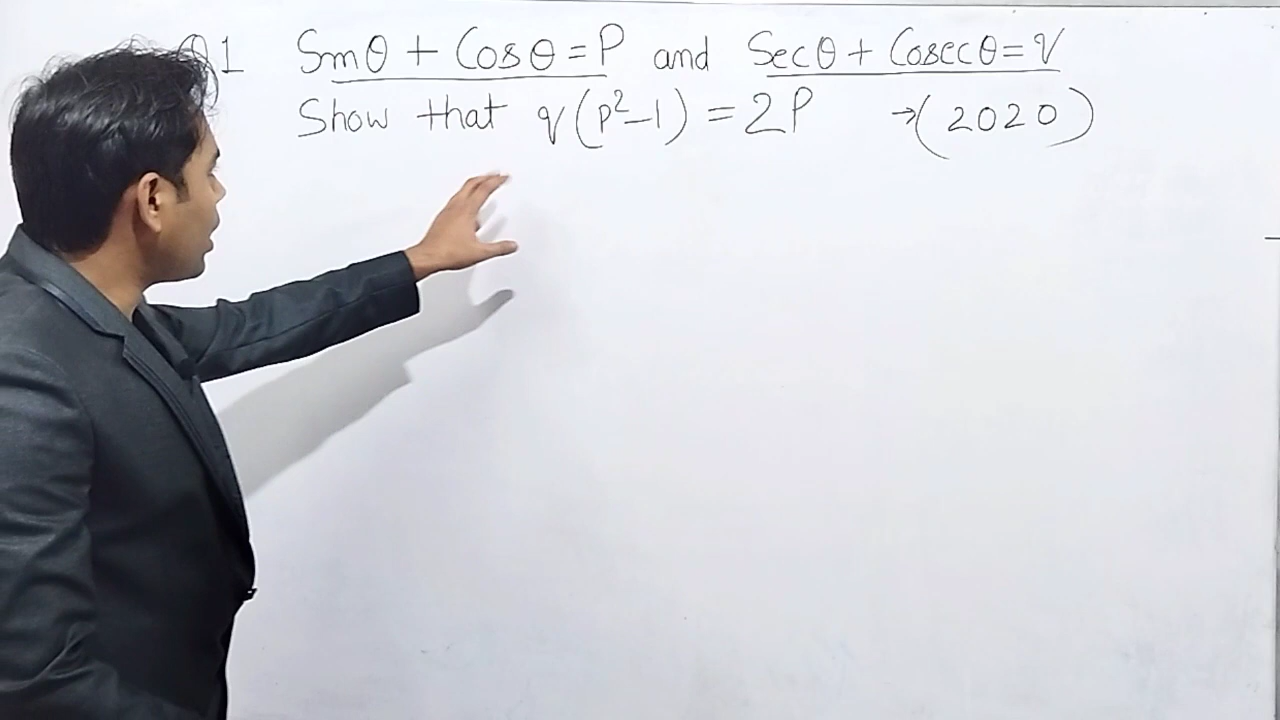 Q1 Sinθ + Cosθ = P and Secθ + Cosecθ = q
Show that q(p²-1) = 2P →(2020)